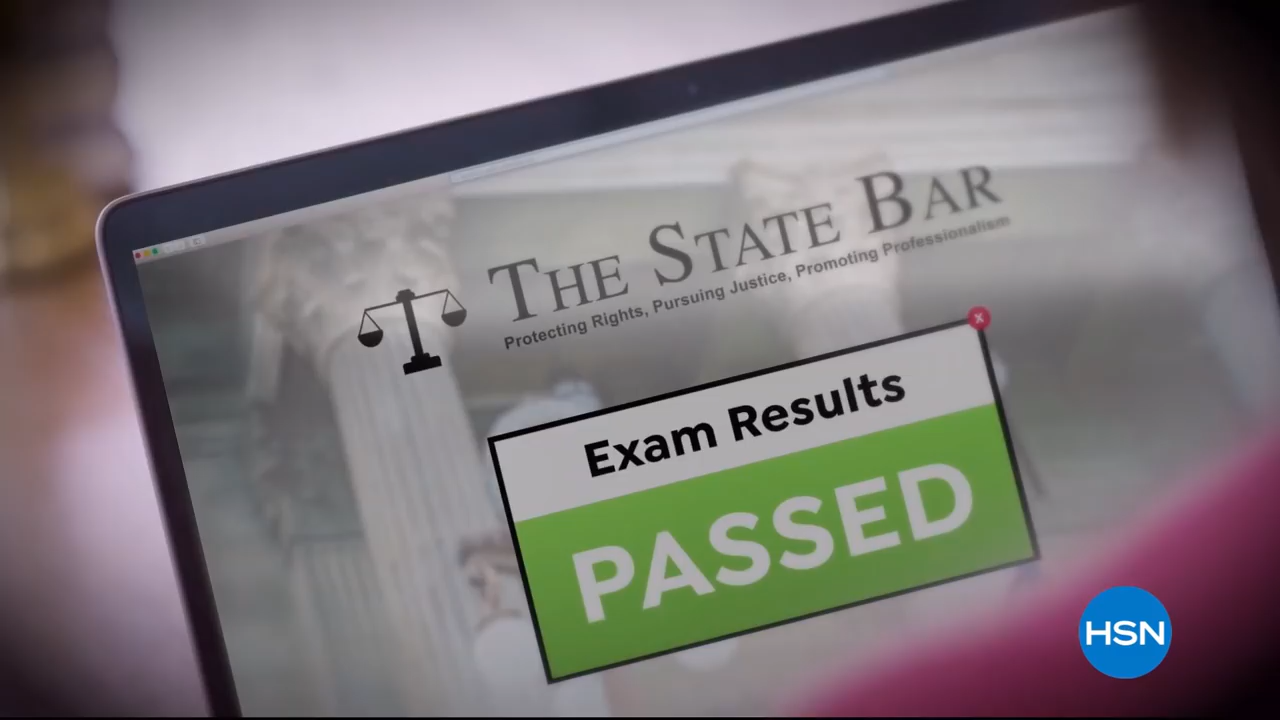 THE STATE BAR
Protecting Rights, Pursuing Justice, Promoting Professionalism
x
Exam Results
PASSED
HSN